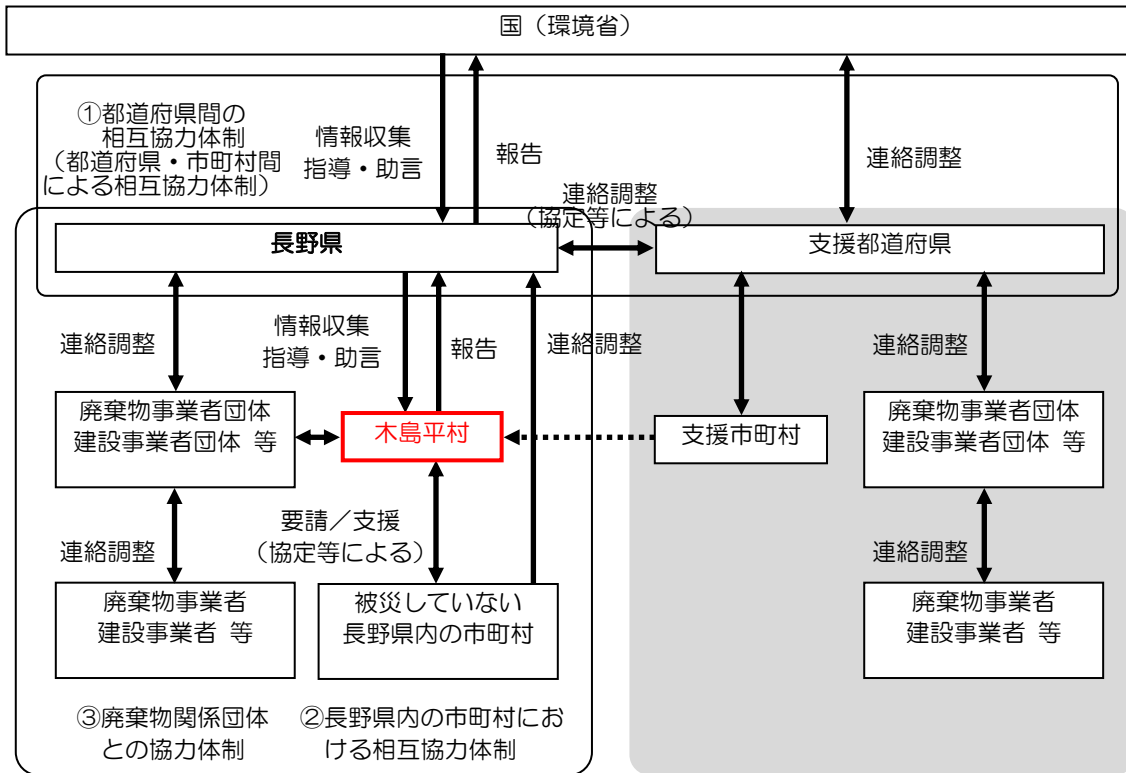 国（環境省）
①都道府県間の
相互協力体制
（都道府県・市町村間
による相互協力体制）
情報収集
指導・助言
報告
連絡調整
連絡調整
（協定等による）
長野県
支援都道府県
連絡調整
情報収集
指導・助言
報告
連絡調整
連絡調整
廃棄物事業者団体
建設事業者団体 等
木島平村
支援市町村
廃棄物事業者団体
建設事業者団体 等
連絡調整
要請／支援
（協定等による）
連絡調整
廃棄物事業者
建設事業者 等
被災していない
長野県内の市町村
廃棄物事業者
建設事業者 等
③廃棄物関係団体
との協力体制
②長野県内の市町村にお
ける相互協力体制